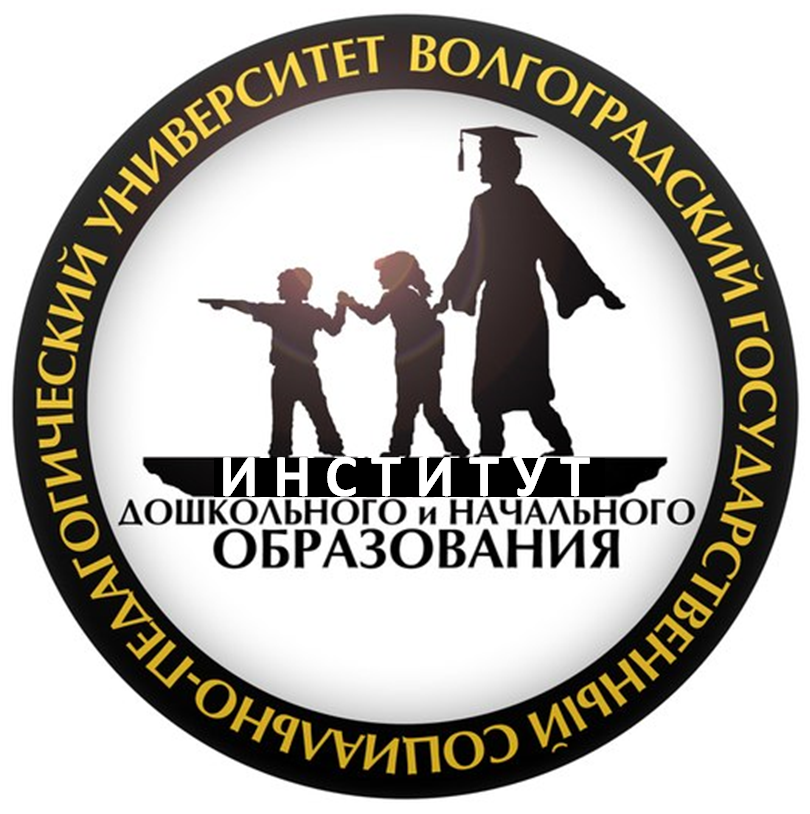 ВОЛГОГРАДСКИЙ ГОСУДАРСТВЕННЫЙ СОЦИАЛЬНО-ПЕДАГОГИЧЕСКИЙ УНИВЕРСИТЕТ
ИНСТИТУТ
ДОШКОЛЬНОГО и НАЧАЛЬНОГО
ОБРАЗОВАНИЯ